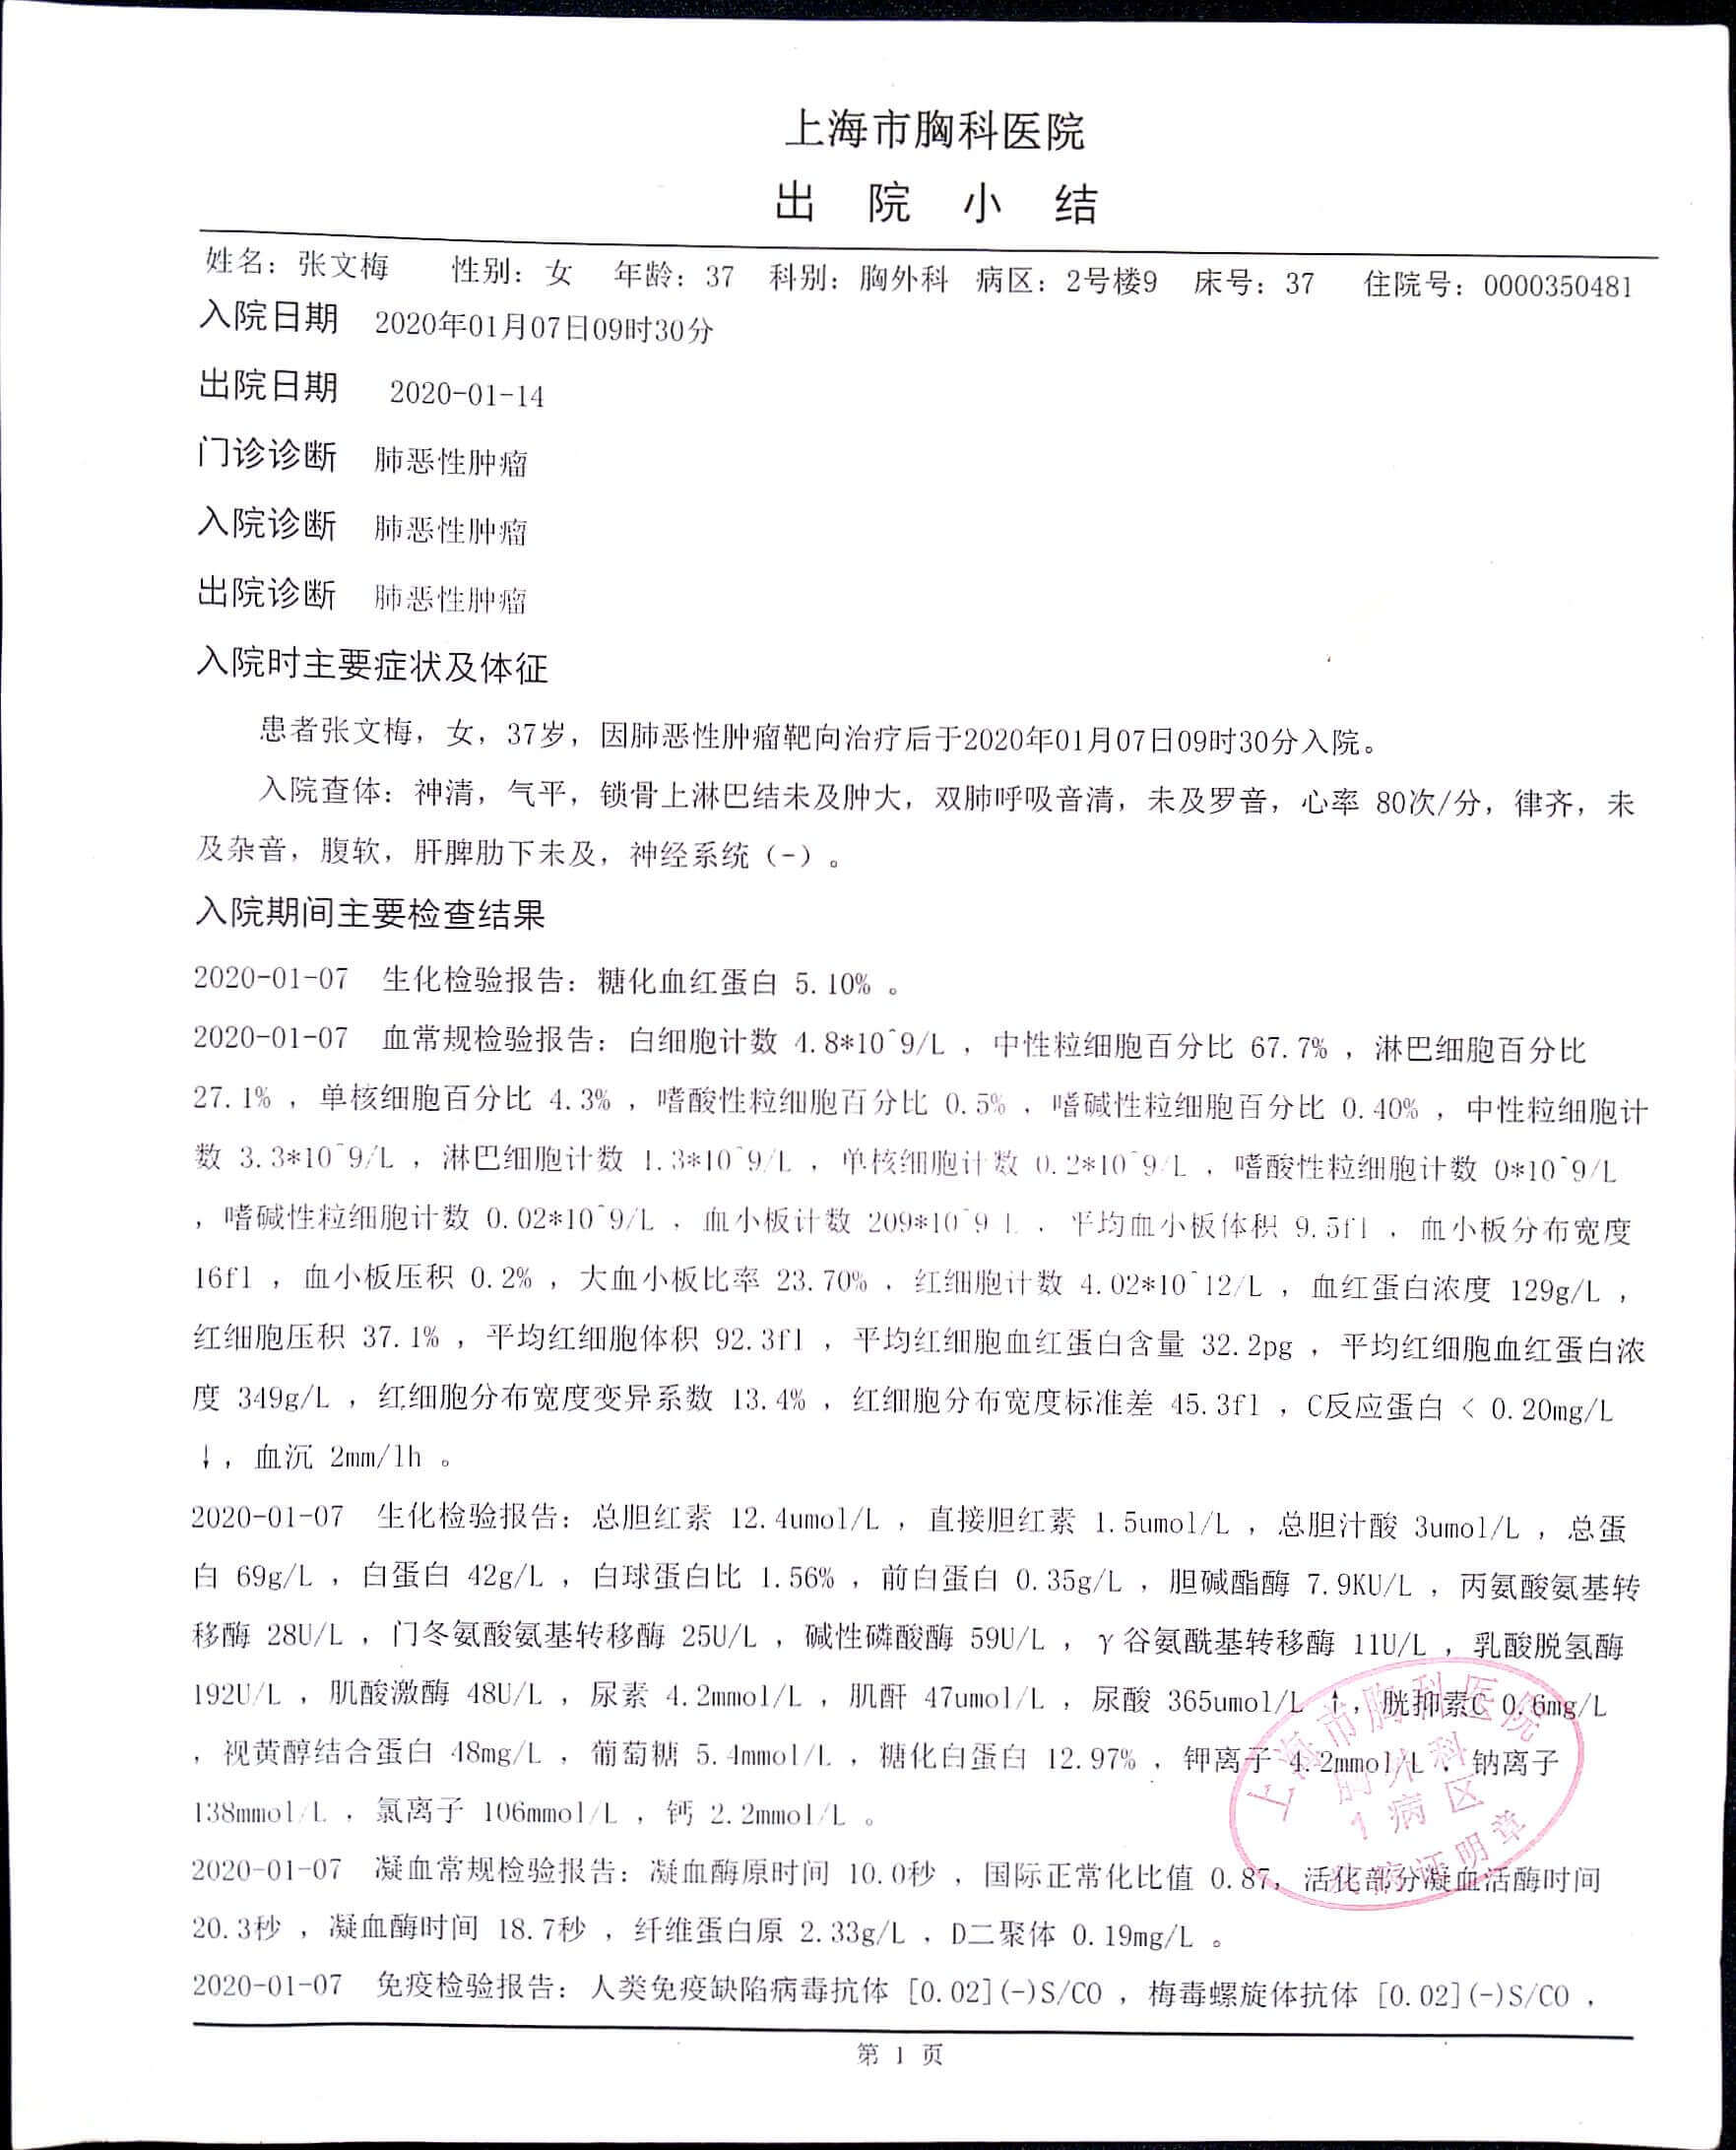 上海市胸科医院
出 院 小 结
姓名：张文梅 性别：女 年龄：37 科别：胸外科 病区：2号楼9 床号：37 住院号：0000350481
入院日期 2020年01月07日09时30分
出院日期 2020-01-14
门诊诊断 肺恶性肿瘤
入院诊断 肺恶性肿瘤
出院诊断 肺恶性肿瘤
入院时主要症状及体征
患者张文梅，女，37岁，因肺恶性肿瘤靶向治疗后于2020年01月07日09时30分入院。
入院查体：神清，气平，锁骨上淋巴结未及肿大，双肺呼吸音清，未及罗音，心率 80次/分，律齐，未
及杂音，腹软，肝脾肋下未及，神经系统（-）。
入院期间主要检查结果
2020-01-07 生化检验报告：糖化血红蛋白 5.10% 。
2020-01-07 血常规检验报告：白细胞计数 4.8*10^9/L ，中性粒细胞百分比 67.7% ，淋巴细胞百分比
27.1% ，单核细胞百分比 4.3% ，嗜酸性粒细胞百分比 0.5% ，嗜碱性粒细胞百分比 0.40% ，中性粒细胞计
数 3.3*10^9/L ，淋巴细胞计数 1.3*10^9/L ，单核细胞计数 0.2*10^9/L ，嗜酸性粒细胞计数 0*10^9/L
，嗜碱性粒细胞计数 0.02*10^9/L ，血小板计数 209*10^9/L ，平均血小板体积 9.5fl ，血小板分布宽度
16fl ，血小板压积 0.2% ，大血小板比率 23.70% ，红细胞计数 4.02*10^12/L ，血红蛋白浓度 129g/L ，
红细胞压积 37.1% ，平均红细胞体积 92.3fl ，平均红细胞血红蛋白含量 32.2pg ，平均红细胞血红蛋白浓
度 349g/L ，红细胞分布宽度变异系数 13.4% ，红细胞分布宽度标准差 45.3fl ，C反应蛋白 < 0.20mg/L
↓，血沉 2mm/1h 。
2020-01-07 生化检验报告：总胆红素 12.4umol/L ，直接胆红素 1.5umol/L ，总胆汁酸 3umol/L ，总蛋
白 69g/L ，白蛋白 42g/L ，白球蛋白比 1.56% ，前白蛋白 0.35g/L ，胆碱酯酶 7.9KU/L ，丙氨酸氨基转
移酶 28U/L ，门冬氨酸氨基转移酶 25U/L ，碱性磷酸酶 59U/L ，γ谷氨酰基转移酶 11U/L ，乳酸脱氢酶
192U/L ，肌酸激酶 48U/L ，尿素 4.2mmol/L ，肌酐 47umol/L ，尿酸 365umol/L ↑，胱抑素C 0.6mg/L
，视黄醇结合蛋白 48mg/L ，葡萄糖 5.4mmol/L ，糖化白蛋白 12.97% ，钾离子 4.2mmol/L ，钠离子
138mmol/L ，氯离子 106mmol/L ，钙 2.2mmol/L 。
2020-01-07 凝血常规检验报告：凝血酶原时间 10.0秒 ，国际正常化比值 0.87，活化部分凝血活酶时间
20.3秒 ，凝血酶时间 18.7秒 ，纤维蛋白原 2.33g/L ，D二聚体 0.19mg/L 。
2020-01-07 免疫检验报告：人类免疫缺陷病毒抗体 [0.02](-)S/CO ，梅毒螺旋体抗体 [0.02](-)S/CO ，
上海市胸科医院
1 病 区
证明章
第 1 页